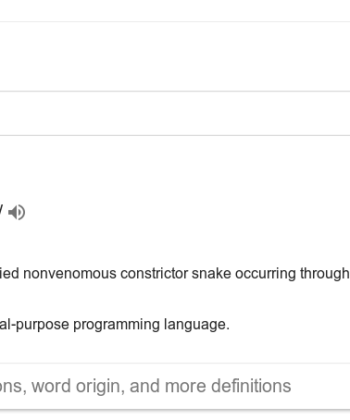 /
ied nonvenomous constrictor snake occurring through
al-purpose programming language.
ons, word origin, and more definitions